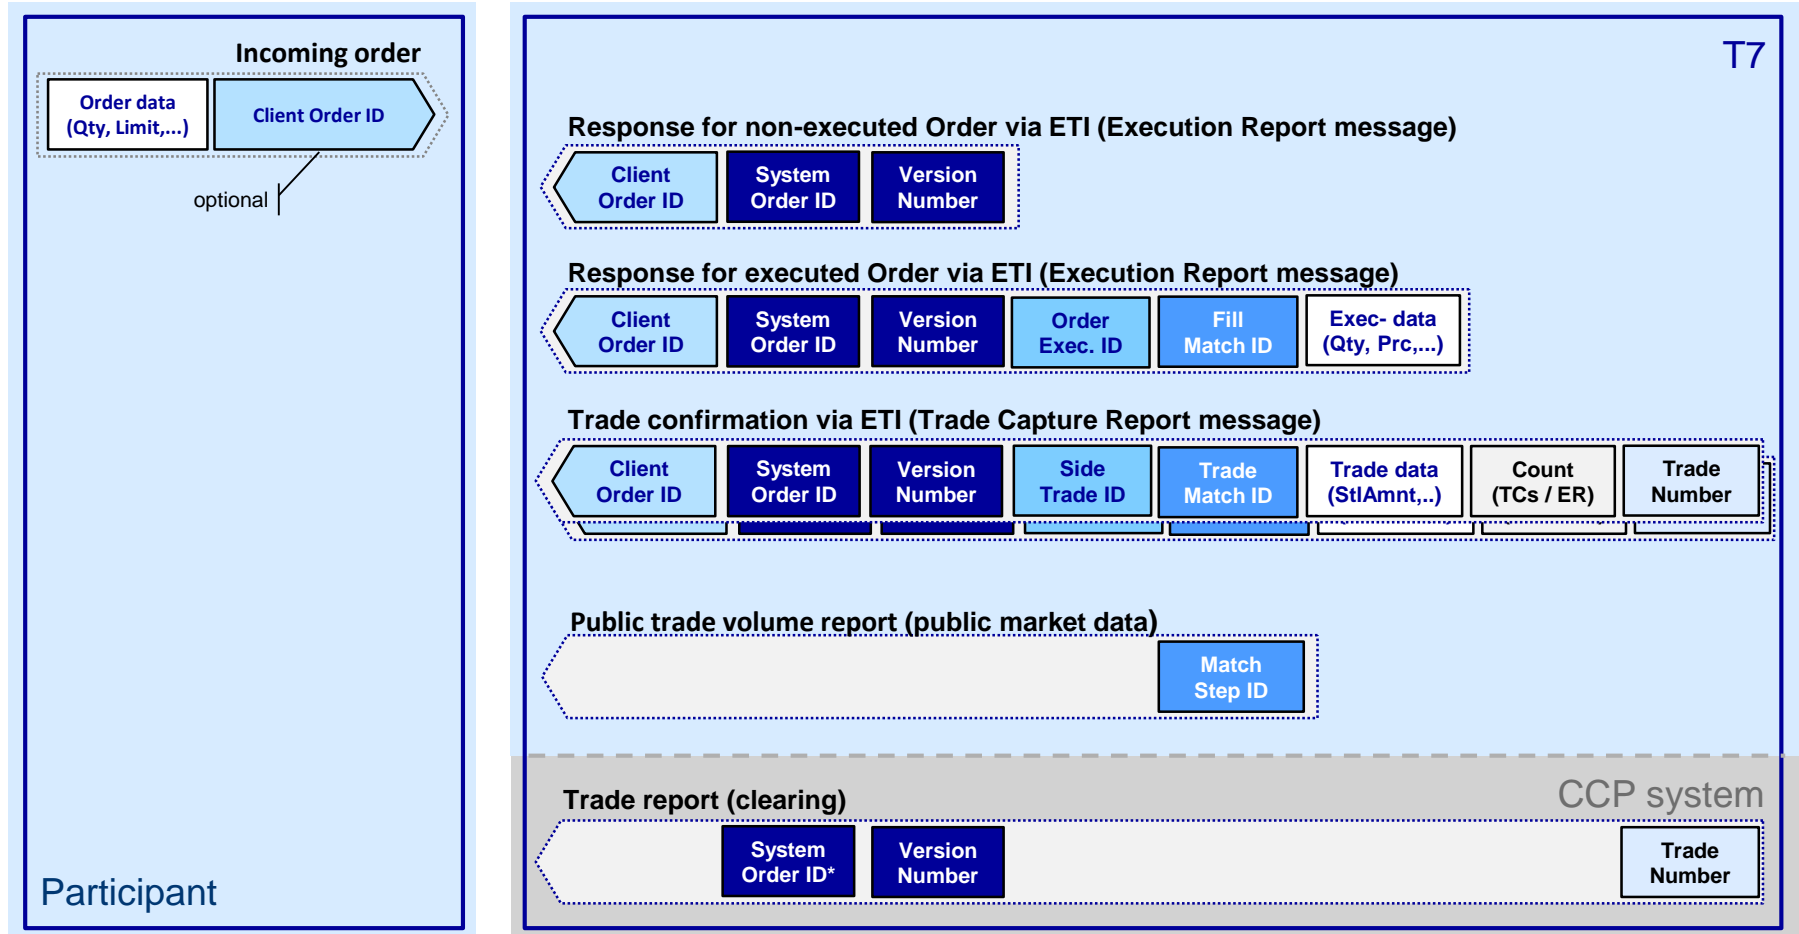 Incoming order
Order data
(Qty, Limit,...)
Client Order ID
optional
Participant
T7
Response for non-executed Order via ETI (Execution Report message)
Client
Order ID
System
Order ID
Version
Number
Response for executed Order via ETI (Execution Report message)
Client
Order ID
System
Order ID
Version
Number
Order
Exec. ID
Fill
Match ID
Exec- data
(Qty, Prc,...)
Trade confirmation via ETI (Trade Capture Report message)
Client
Order ID
System
Order ID
Version
Number
Side
Trade ID
Trade
Match ID
Trade data
(StlAmnt,..)
Count
(TCs / ER)
Trade
Number
Public trade volume report (public market data)
Match
Step ID
CCP system
Trade report (clearing)
System
Order ID*
Version
Number
Trade
Number